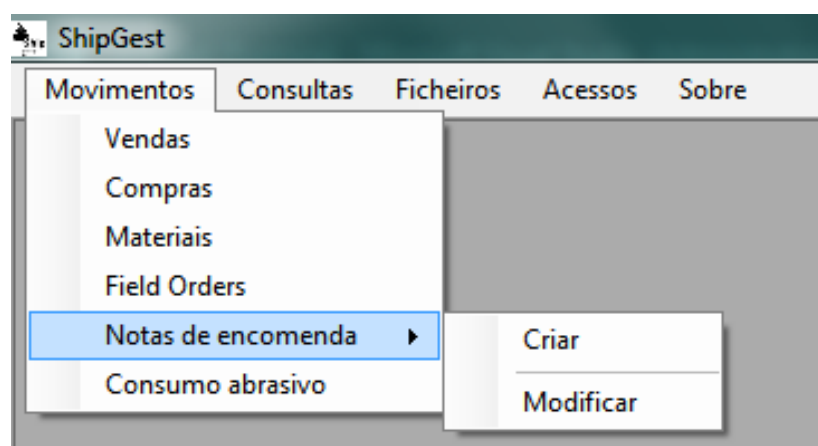 ShipGest
Movimentos Consultas Ficheiros Acessos Sobre
Vendas
Compras
Materiais
Field Orders
Notas de encomenda
Criar
Consumo abrasivo
Modificar